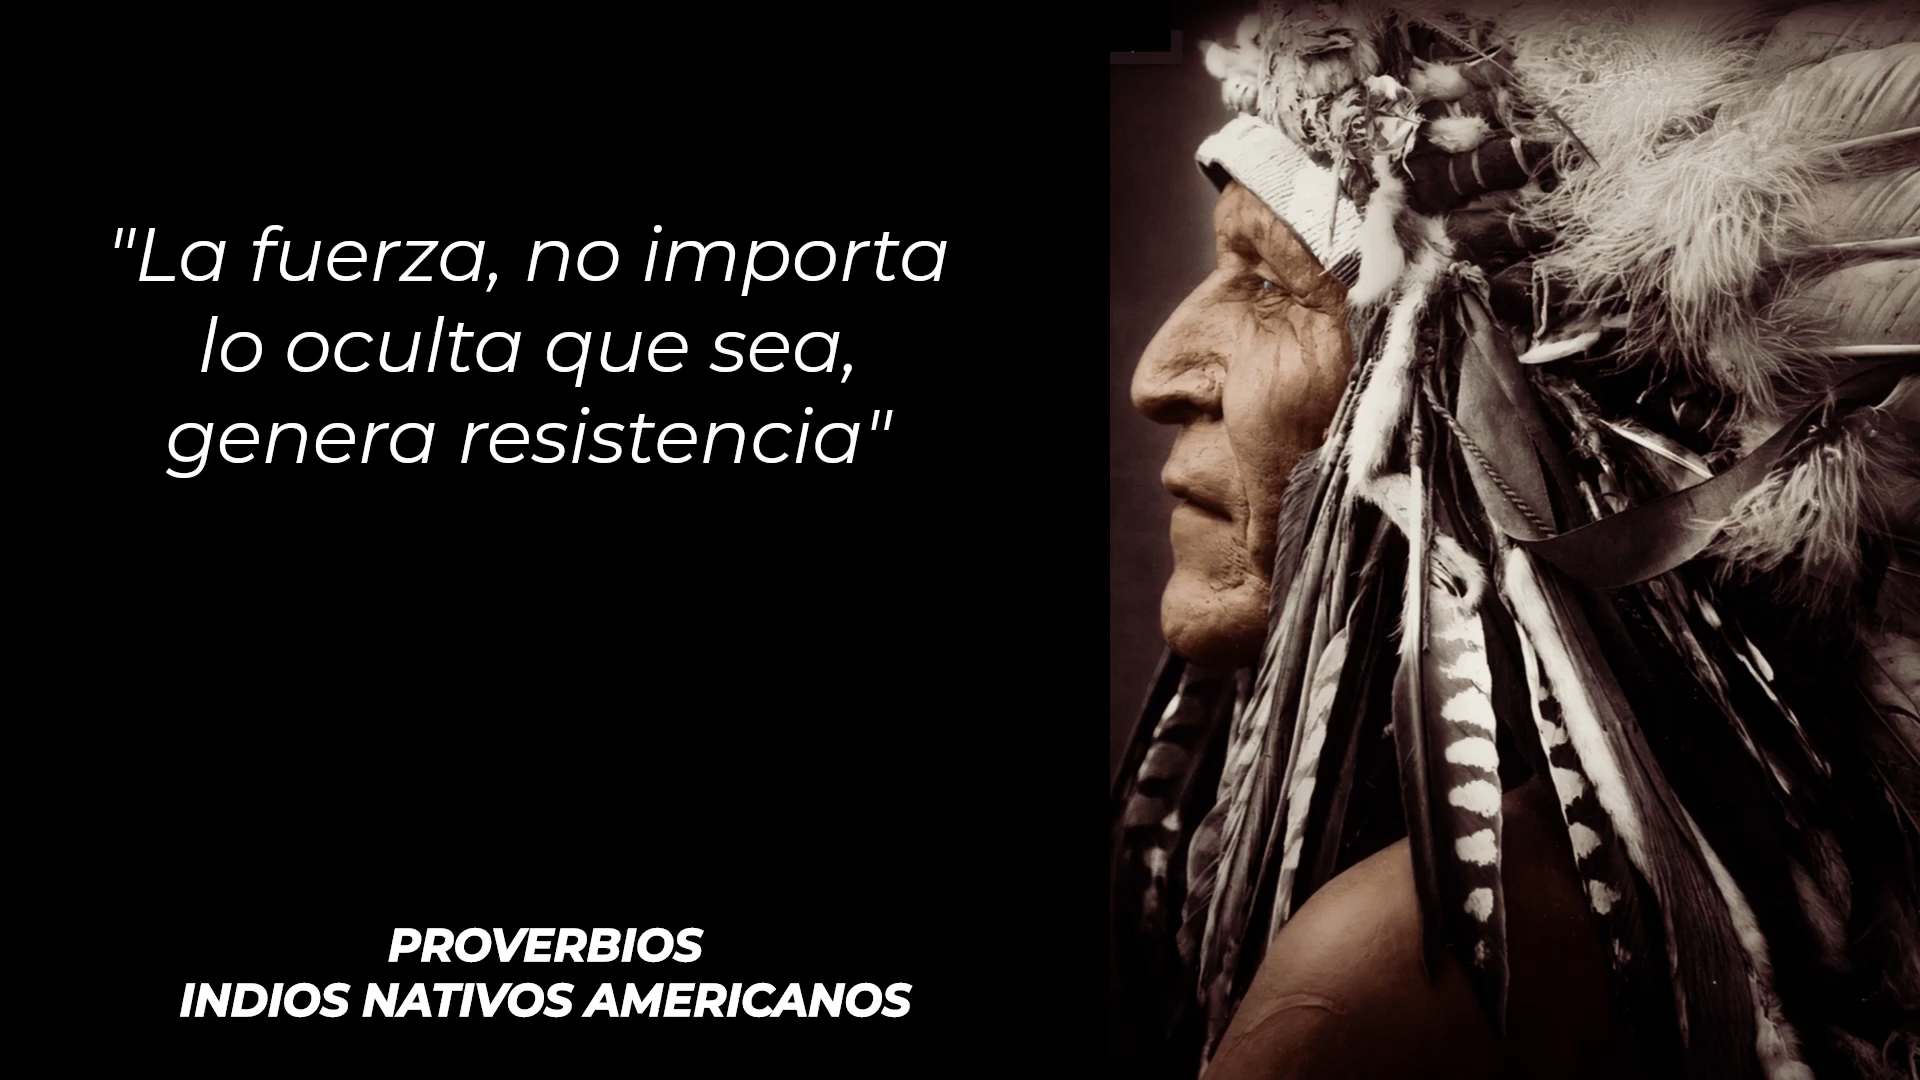 "La fuerza, no importa
lo oculta que sea,
genera resistencia"
PROVERBIOS
INDIOS NATIVOS AMERICANOS